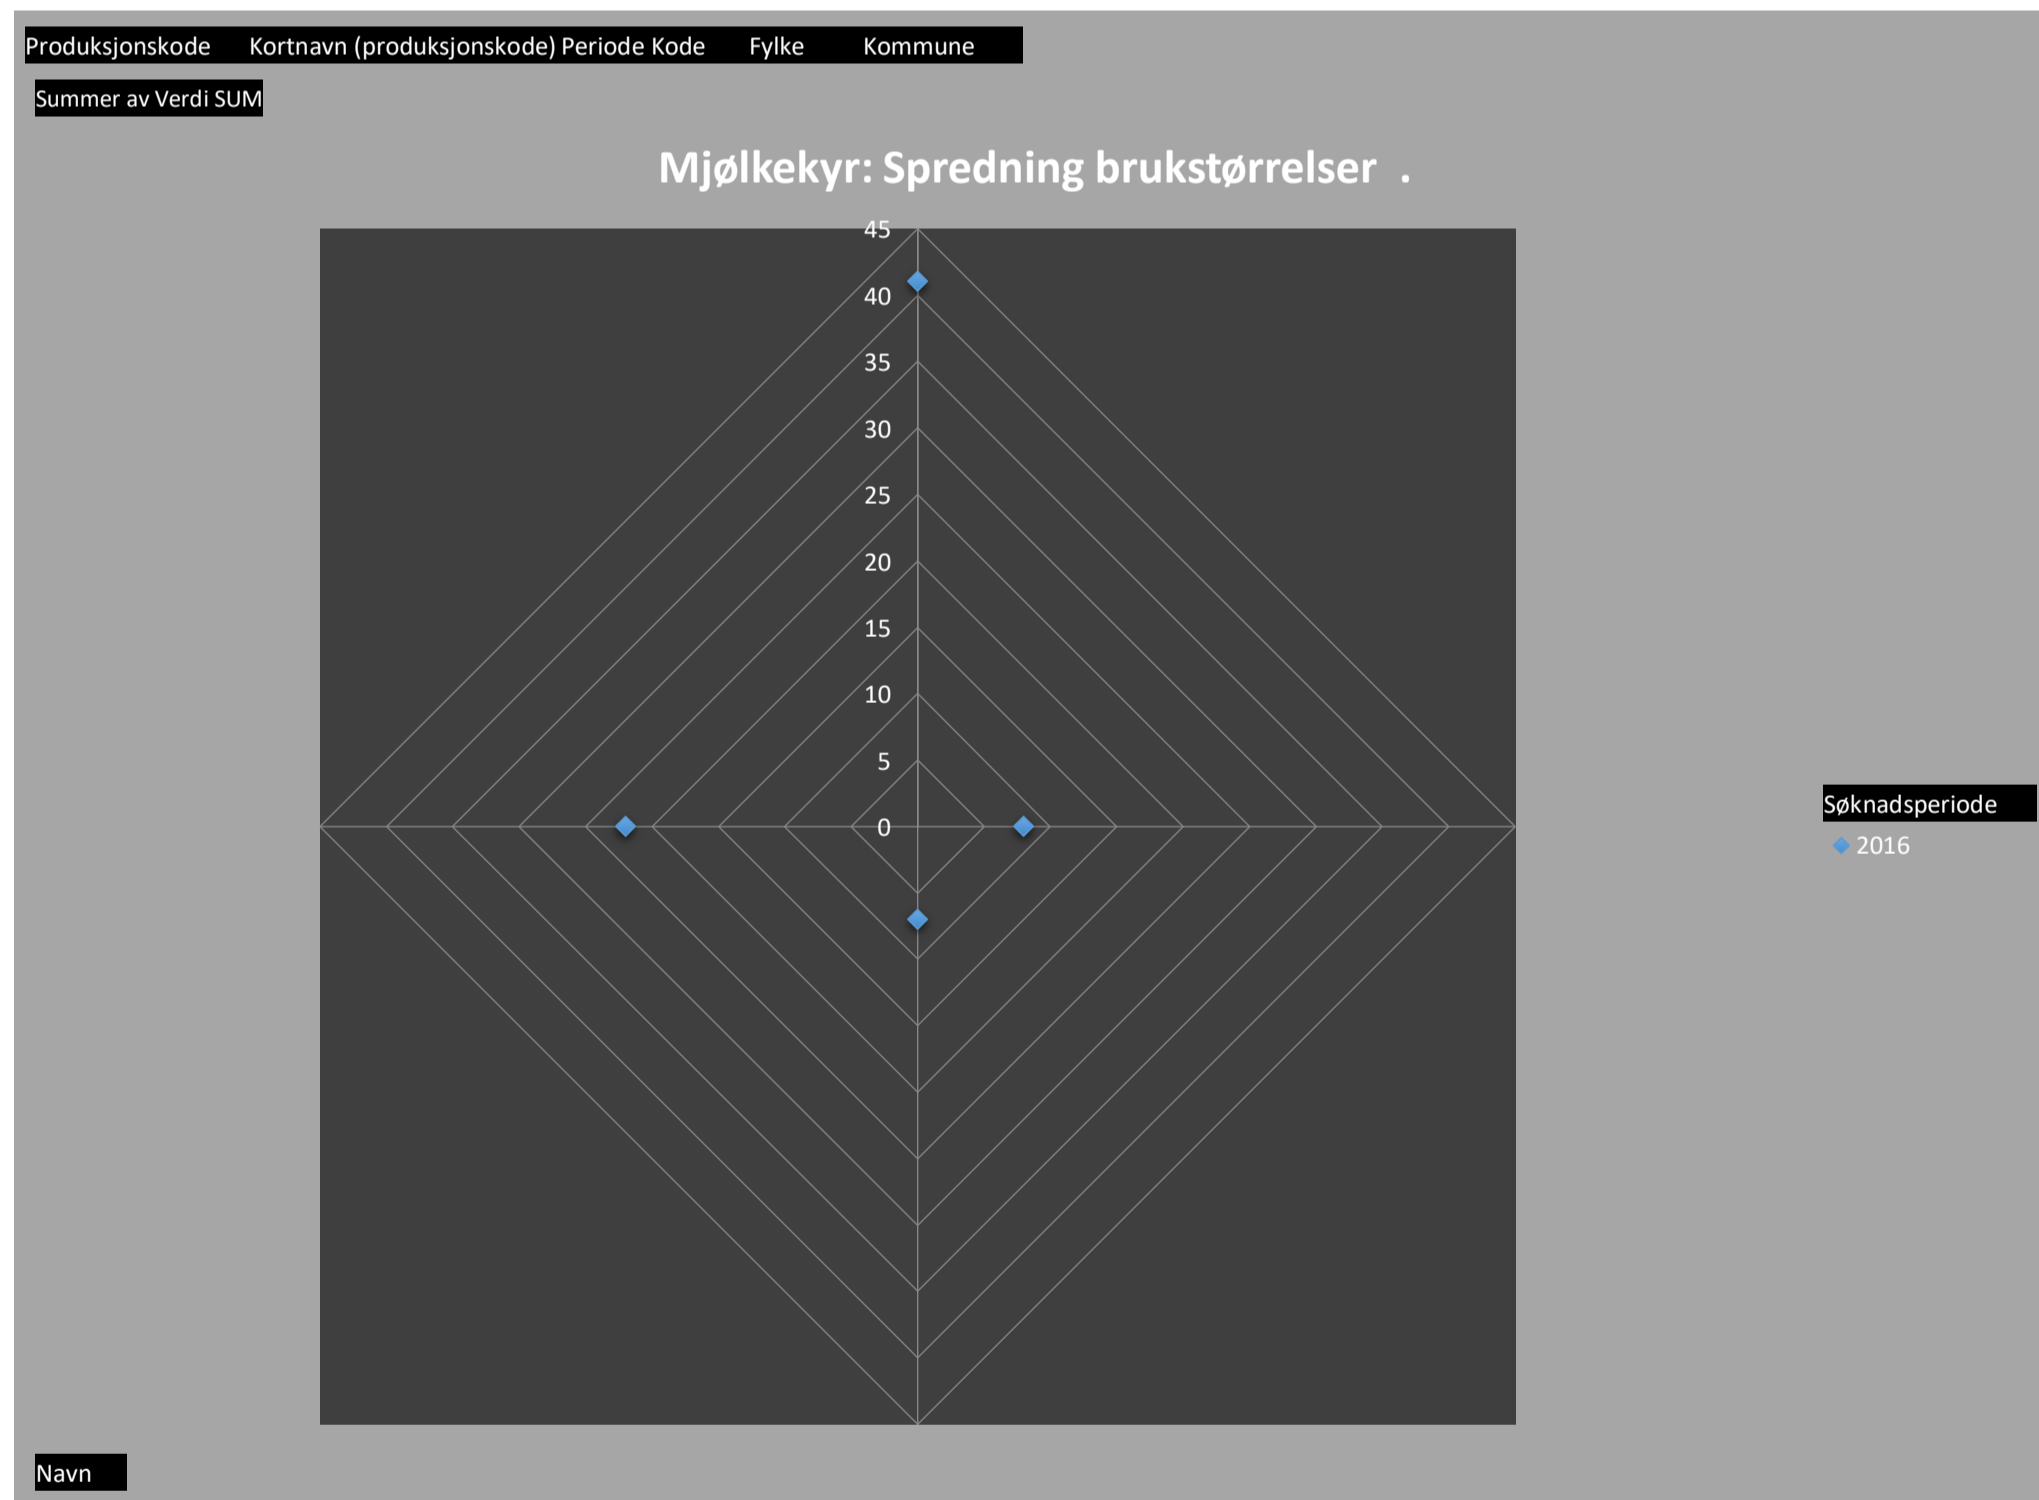 Produksjonskode Kortnavn (produksjonskode) Periode Kode Fylke Kommune
Summer av Verdi SUM
Mjølkekyr: Spredning brukstørrelser .
45
40
35
30
25
20
15
10
5
0
Søknadsperiode
2016
Navn